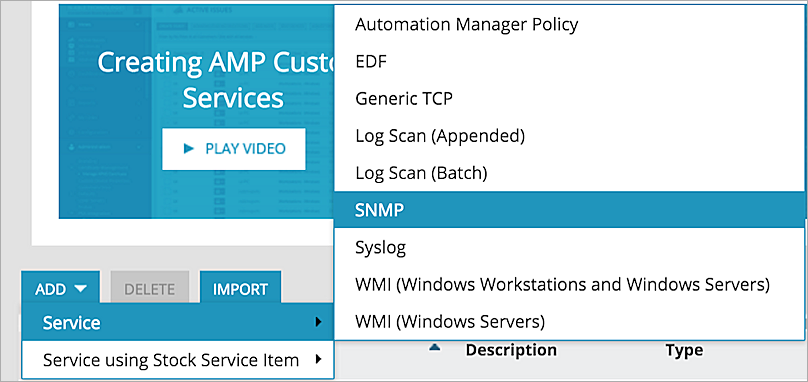 Creating AMP Custo
Services
PLAY VIDEO
Automation Manager Policy
EDF
Generic TCP
Log Scan (Appended)
Log Scan (Batch)
SNMP
Syslog
WMI (Windows Workstations and Windows Servers)
WMI (Windows Servers)
ADD
DELETE
IMPORT
Service
Service using Stock Service Item
Description
Type